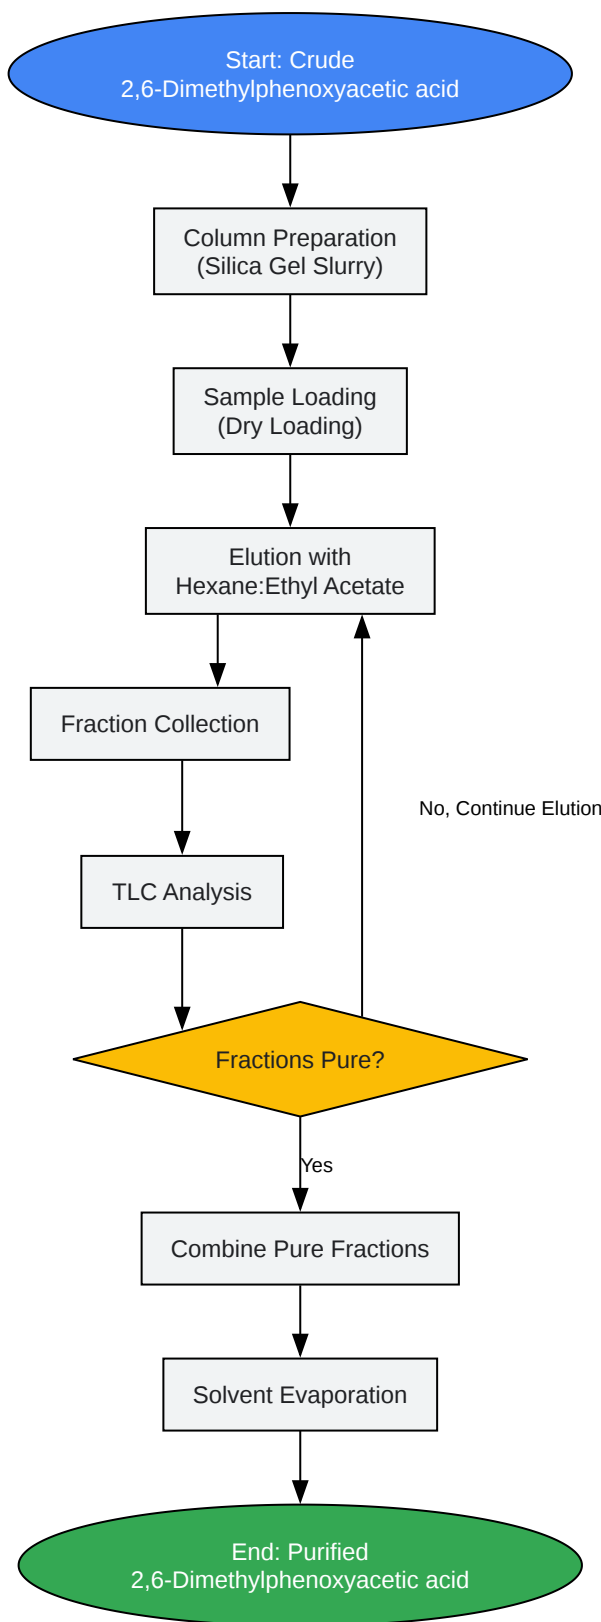 Start: Crude
2,6-Dimethylphenoxyacetic acid
Column Preparation
(Silica Gel Slurry)
Sample Loading
(Dry Loading)
Elution with
Hexane:Ethyl Acetate
Fraction Collection
No, Continue Elution
TLC Analysis
Fractions Pure?
Yes
Combine Pure Fractions
Solvent Evaporation
End: Purified
2,6-Dimethylphenoxyacetic acid